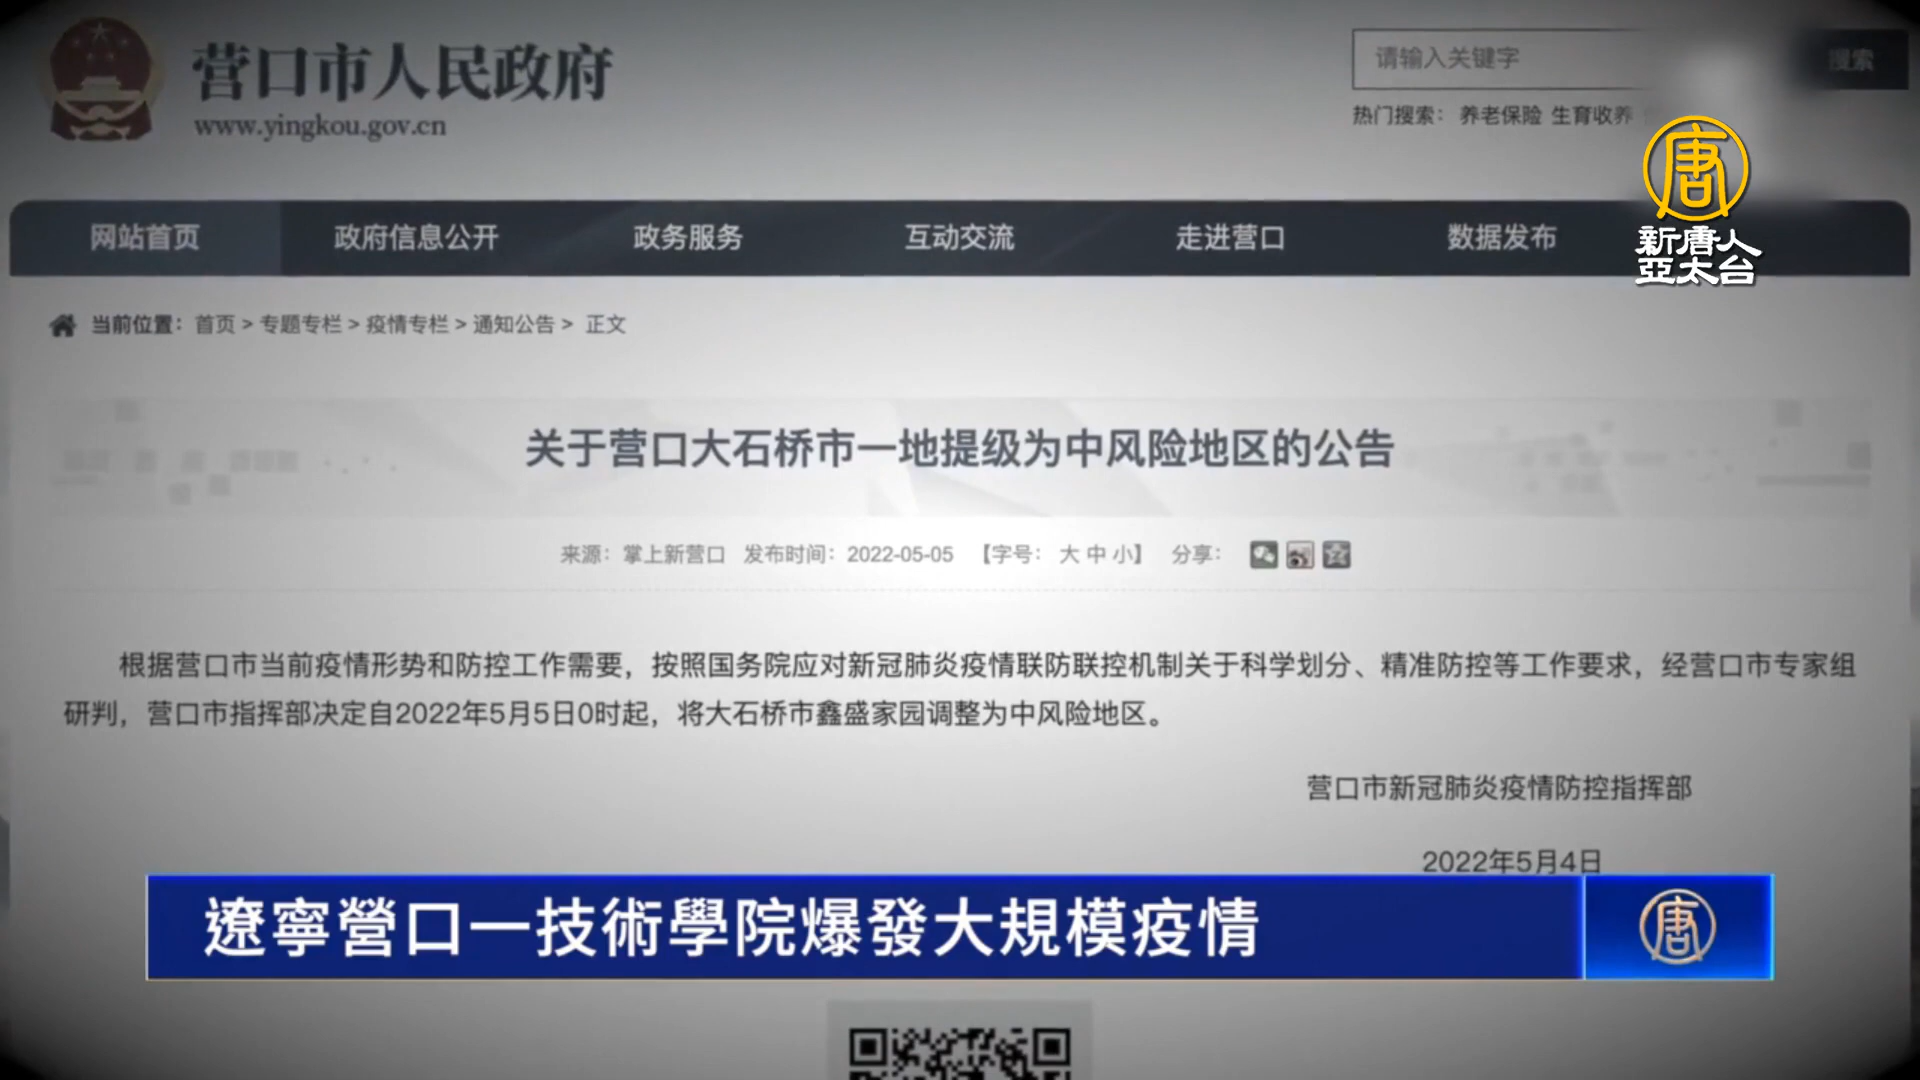 营口市人民政府
www.yingkou.gov.cn
请输入关键字
搜索
热门搜索： 养老保险 生育收养
唐
新唐人
亞太台
网站首页 政府信息公开 政务服务 互动交流 走进营口 数据发布
当前位置：首页 > 专题专栏 > 疫情专栏 > 通知公告 > 正文
关于营口大石桥市一地提级为中风险地区的公告
来源：掌上新营口 发布时间：2022-05-05 【字号： 大 中 小】 分享：
根据营口市当前疫情形势和防控工作需要，按照国务院应对新冠肺炎疫情联防联控机制关于科学划分、精准防控等工作要求，经营口市专家组
研判，营口市指挥部决定自2022年5月5日0时起，将大石桥市鑫盛家园调整为中风险地区。
营口市新冠肺炎疫情防控指挥部
2022年5月4日
遼寧營口一技術學院爆發大規模疫情
唐